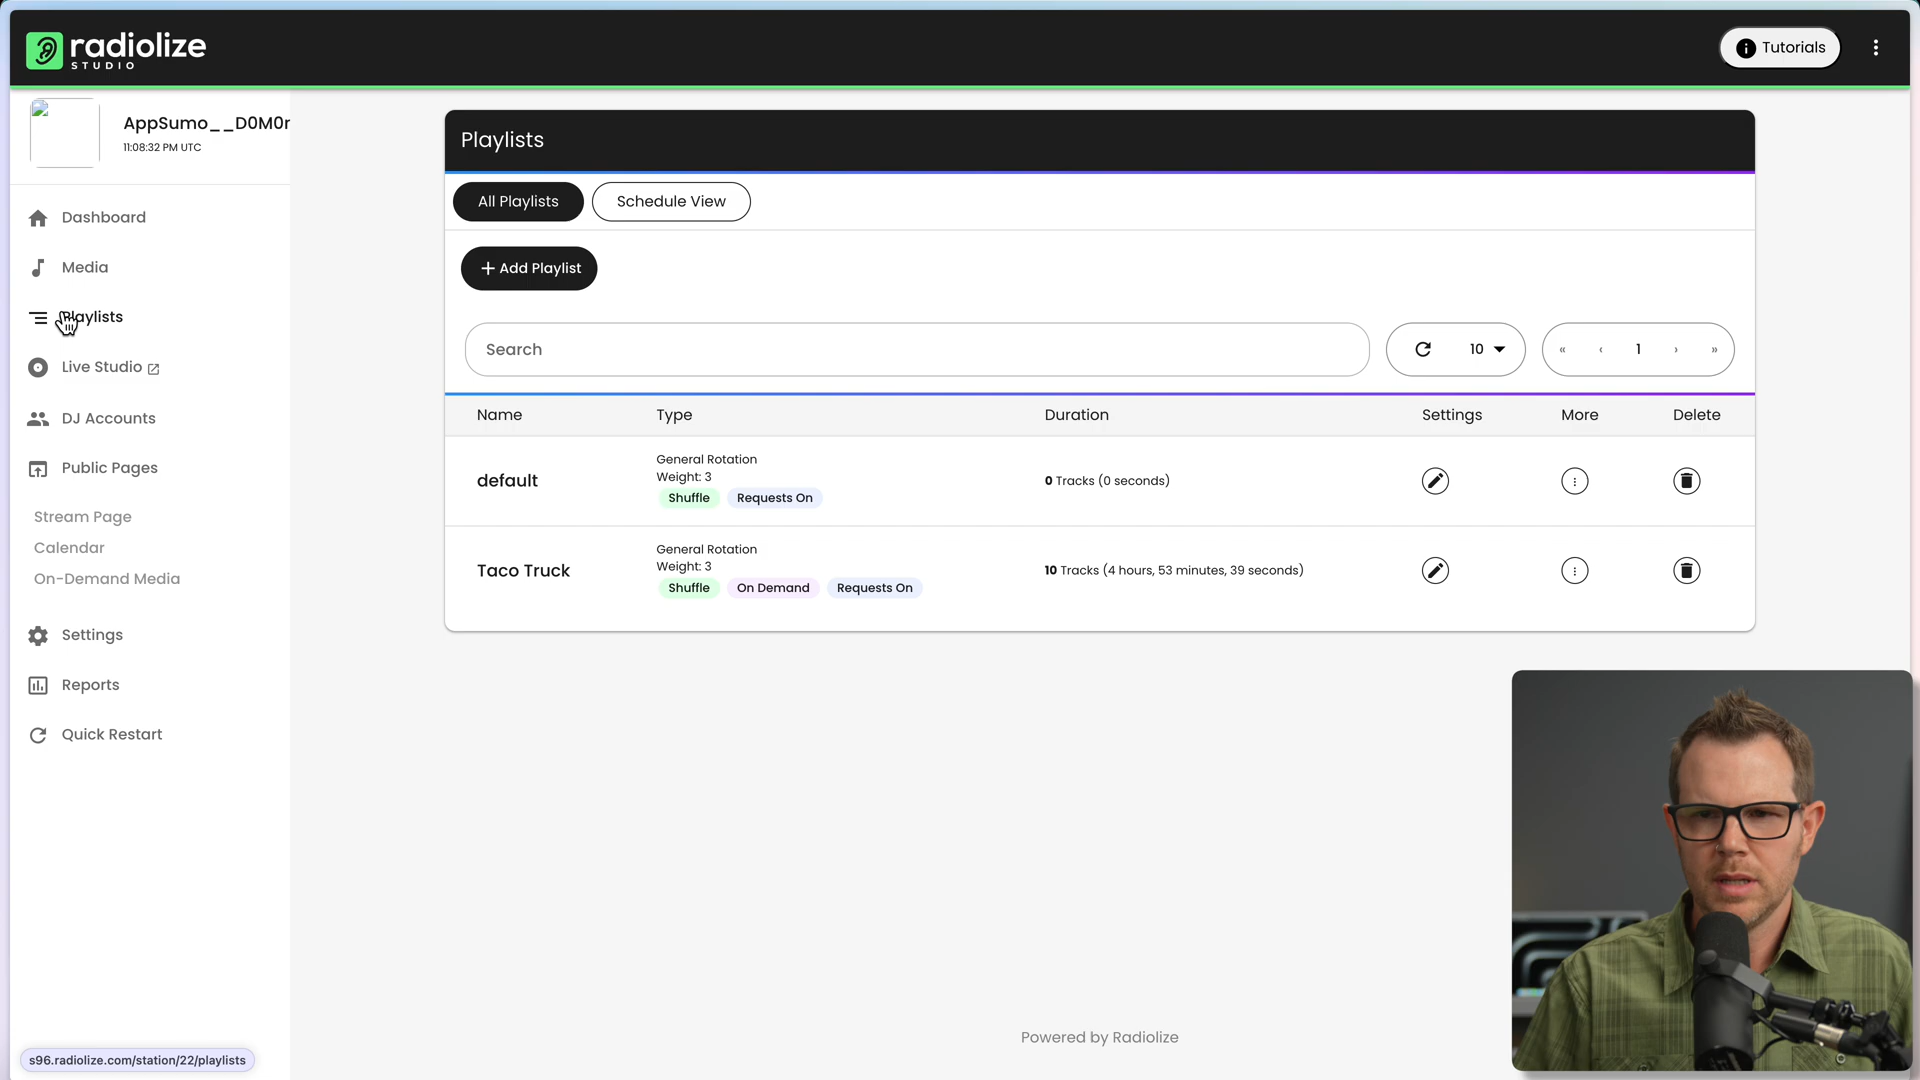 radiolize
STUDIO
Tutorials
AppSumo__D0M0r
11:08:32 PM UTC
Dashboard
Media
Playlists
Live Studio
DJ Accounts
Public Pages
Stream Page
Calendar
On-Demand Media
Settings
Reports
Quick Restart
s96.radiolize.com/station/22/playlists
Playlists
All Playlists Schedule View
+ Add Playlist
Search 10 « ‹ 1 › »
Name Type Duration Settings More Delete
General Rotation
Weight: 3
default 0 Tracks (0 seconds)
Shuffle Requests On
General Rotation
Weight: 3
Taco Truck 10 Tracks (4 hours, 53 minutes, 39 seconds)
Shuffle On Demand Requests On
Powered by Radiolize